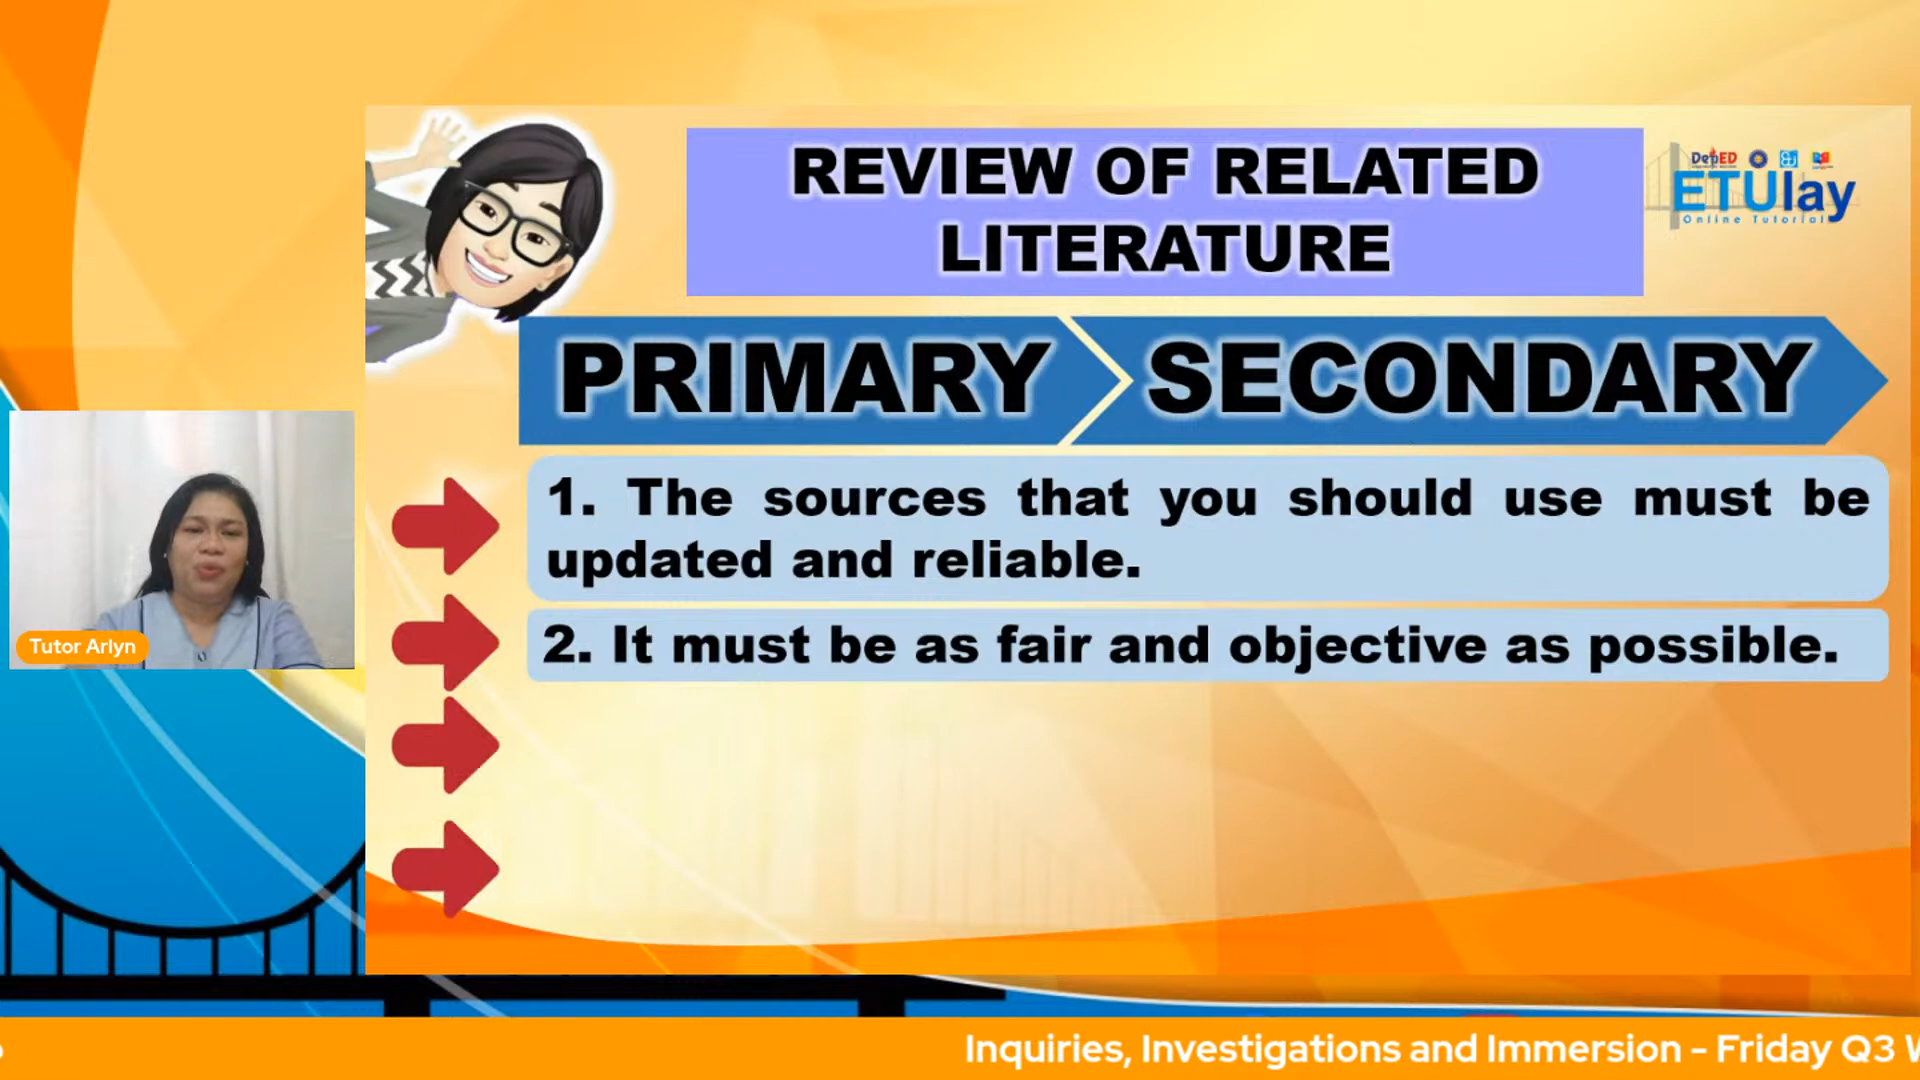 REVIEW OF RELATED
LITERATURE
DepED
ETUlay
Online Tutorial
PRIMARY
SECONDARY
1. The sources that you should use must be
updated and reliable.
2. It must be as fair and objective as possible.
Tutor Arlyn
Inquiries, Investigations and Immersion - Friday Q3 W